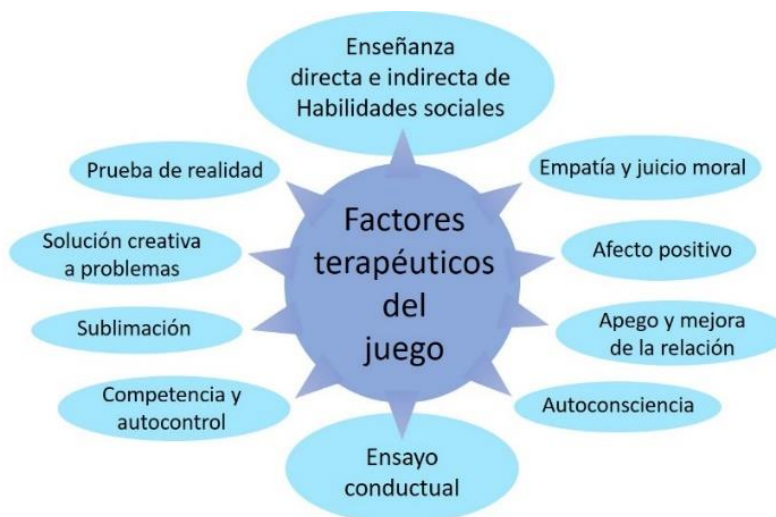 Enseñanza
directa e indirecta de
Habilidades sociales
Prueba de realidad
Empatía y juicio moral
Factores
terapéuticos
del
juego
Solución creativa
a problemas
Afecto positivo
Sublimación
Apego y mejora
de la relación
Competencia y
autocontrol
Autoconsciencia
Ensayo
conductual